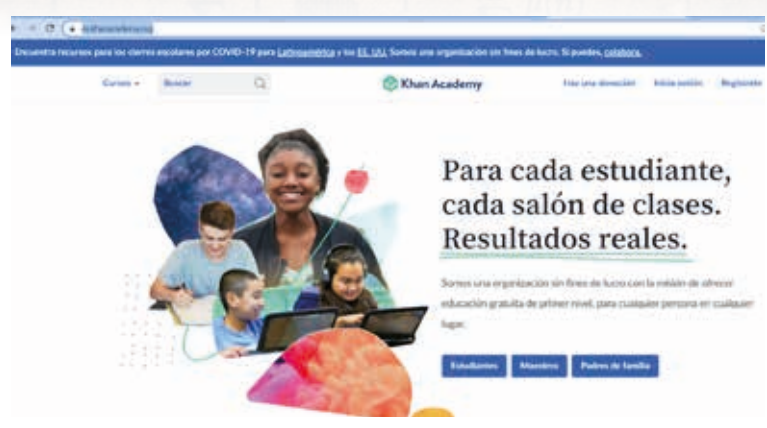 Encuentra recursos para los cierres escolares por COVID-19 para Latinoamérica y los EE. UU. Somos una organización sin fines de lucro. Si puedes, colabora.
Cursos Buscar Khan Academy Haz una donación Inicia sesión Regístrate
Para cada estudiante,
cada salón de clases.
Resultados reales.
Somos una organización sin fines de lucro con la misión de ofrecer
educación gratuita de primer nivel, para cualquier persona en cualquier
lugar.
Estudiantes Maestros Padres de familia